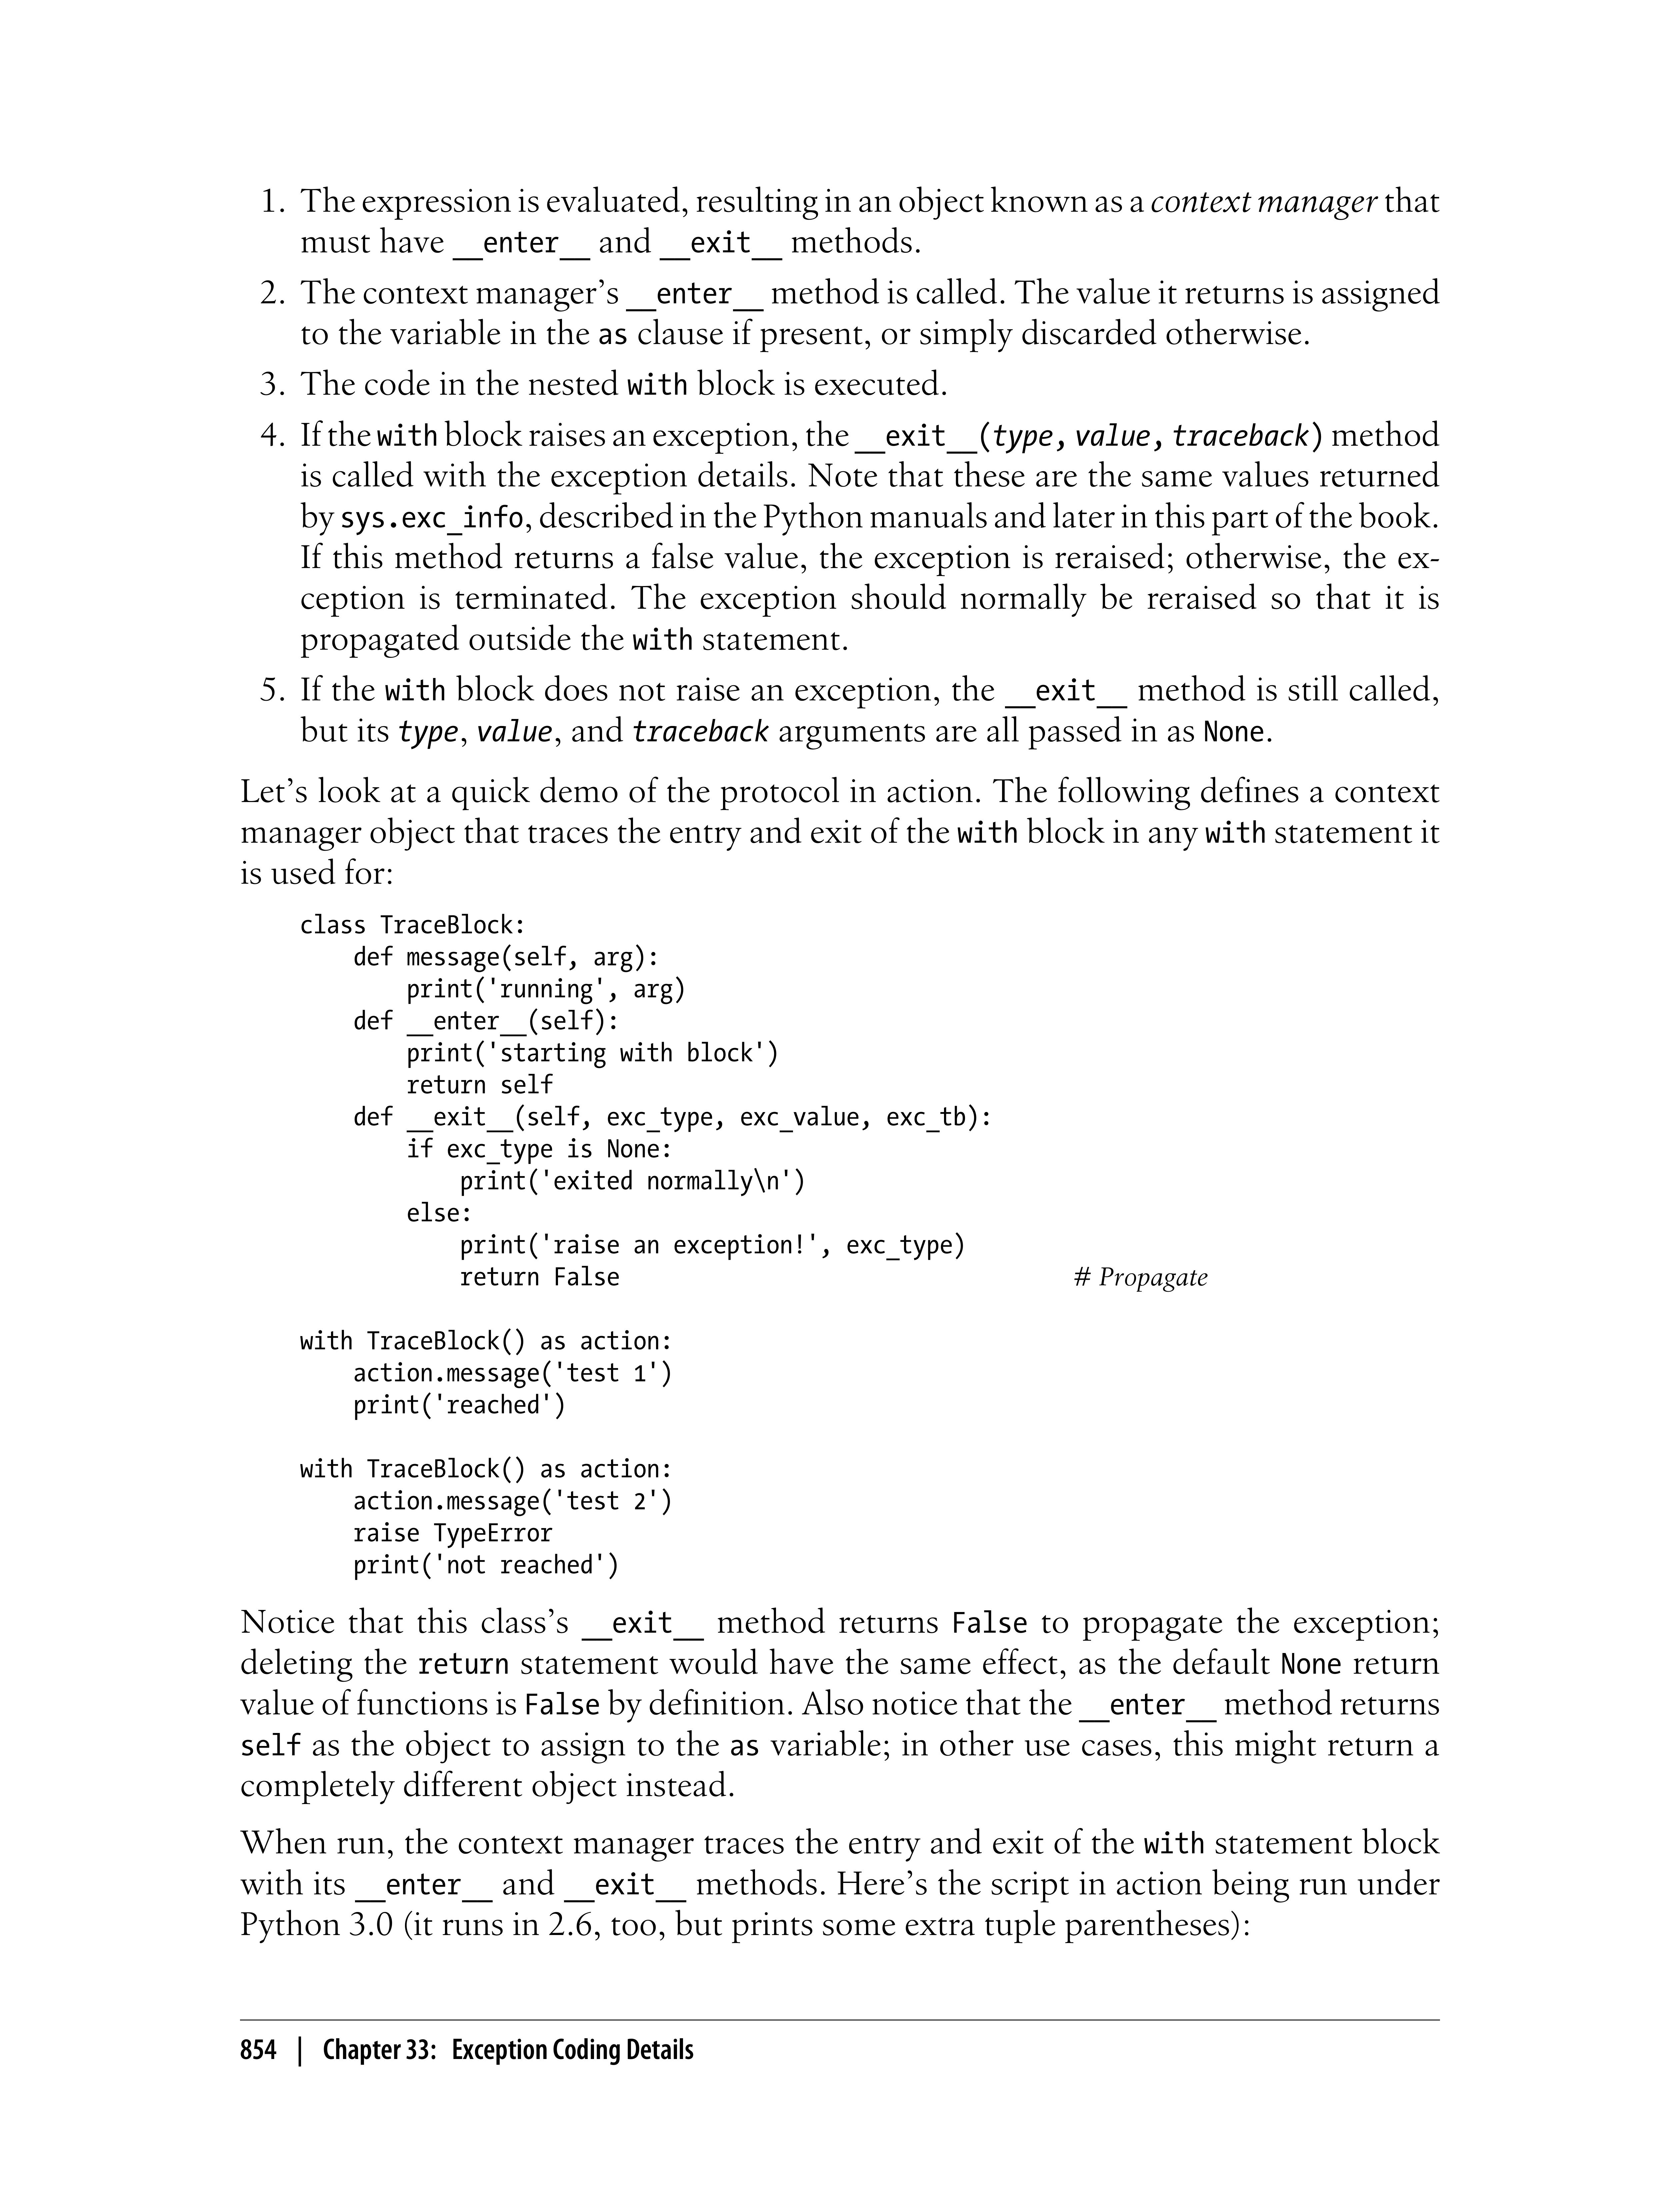 1. The expression is evaluated, resulting in an object known as a context manager that
must have __enter__ and __exit__ methods.
2. The context manager’s __enter__ method is called. The value it returns is assigned
to the variable in the as clause if present, or simply discarded otherwise.
3. The code in the nested with block is executed.
4. If the with block raises an exception, the __exit__(type, value, traceback) method
is called with the exception details. Note that these are the same values returned
by sys.exc_info, described in the Python manuals and later in this part of the book.
If this method returns a false value, the exception is reraised; otherwise, the ex-
ception is terminated. The exception should normally be reraised so that it is
propagated outside the with statement.
5. If the with block does not raise an exception, the __exit__ method is still called,
but its type, value, and traceback arguments are all passed in as None.
Let’s look at a quick demo of the protocol in action. The following defines a context
manager object that traces the entry and exit of the with block in any with statement it
is used for:
class TraceBlock:
    def message(self, arg):
        print('running', arg)
    def __enter__(self):
        print('starting with block')
        return self
    def __exit__(self, exc_type, exc_value, exc_tb):
        if exc_type is None:
            print('exited normally\n')
        else:
            print('raise an exception!', exc_type)
            return False # Propagate
with TraceBlock() as action:
    action.message('test 1')
    print('reached')
with TraceBlock() as action:
    action.message('test 2')
    raise TypeError
    print('not reached')
Notice that this class’s __exit__ method returns False to propagate the exception;
deleting the return statement would have the same effect, as the default None return
value of functions is False by definition. Also notice that the __enter__ method returns
self as the object to assign to the as variable; in other use cases, this might return a
completely different object instead.
When run, the context manager traces the entry and exit of the with statement block
with its __enter__ and __exit__ methods. Here’s the script in action being run under
Python 3.0 (it runs in 2.6, too, but prints some extra tuple parentheses):
854 | Chapter 33: Exception Coding Details